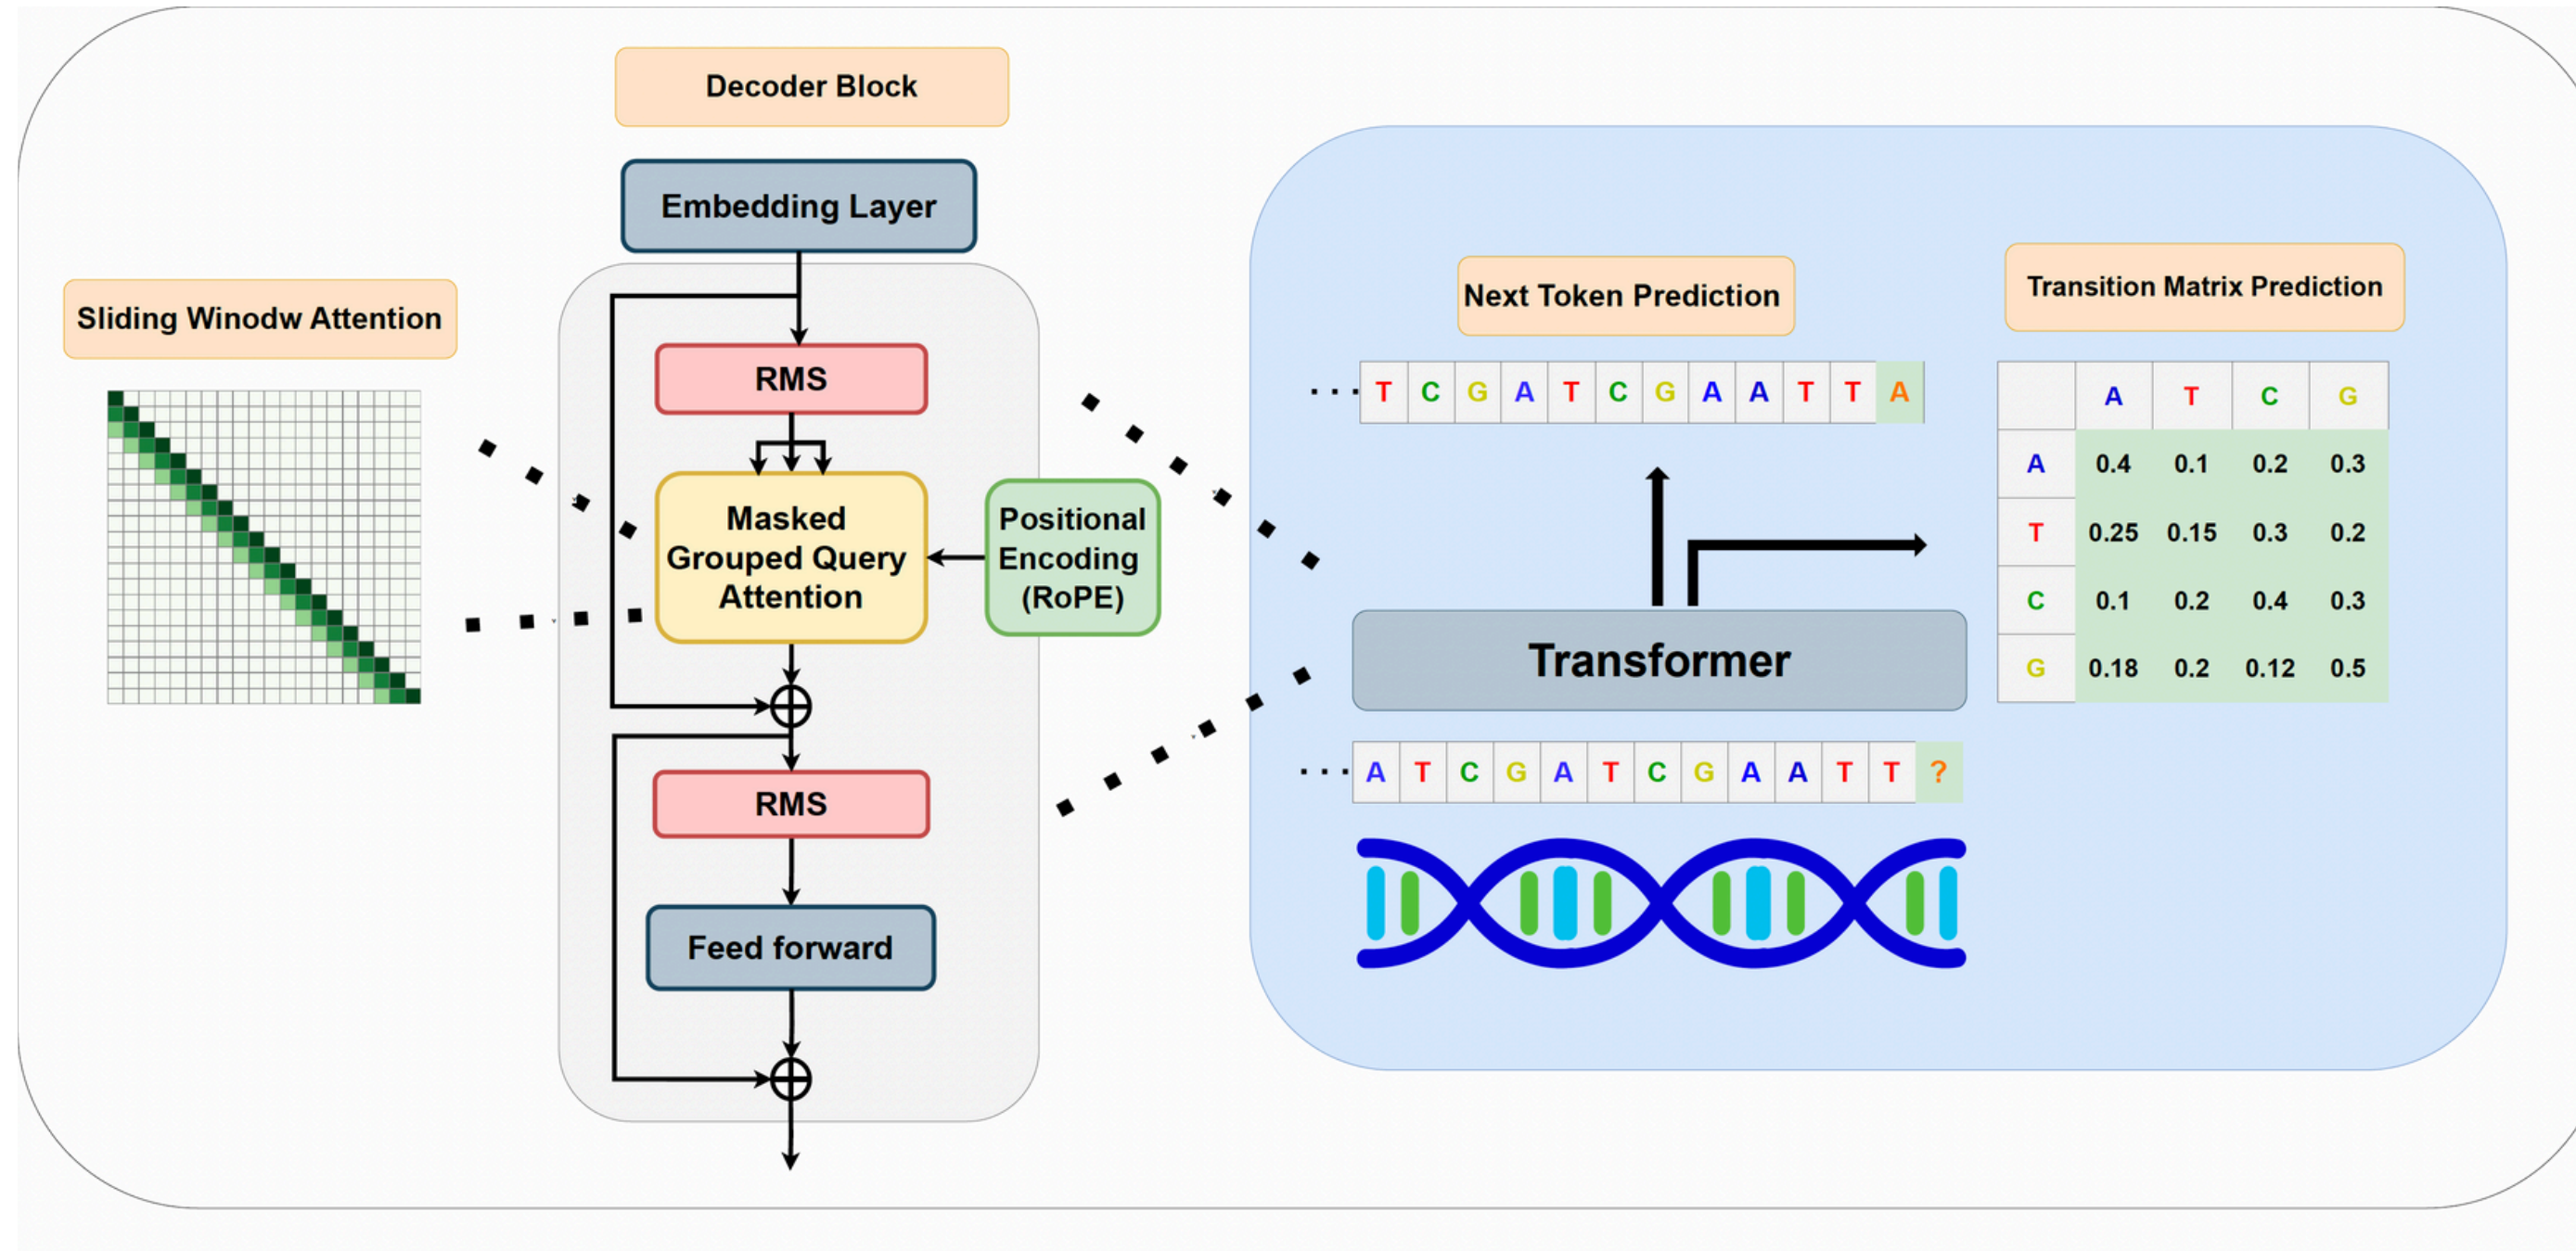 Decoder Block
Embedding Layer
Sliding Winodw Attention
RMS
Masked
Grouped Query
Attention
Positional
Encoding
(RoPE)
RMS
Feed forward
Next Token Prediction
Transition Matrix Prediction
...T C G A T C G A A T T A
A T C G
A 0.4 0.1 0.2 0.3
T 0.25 0.15 0.3 0.2
C 0.1 0.2 0.4 0.3
G 0.18 0.2 0.12 0.5
Transformer
...A T C G A T C G A A T T ?